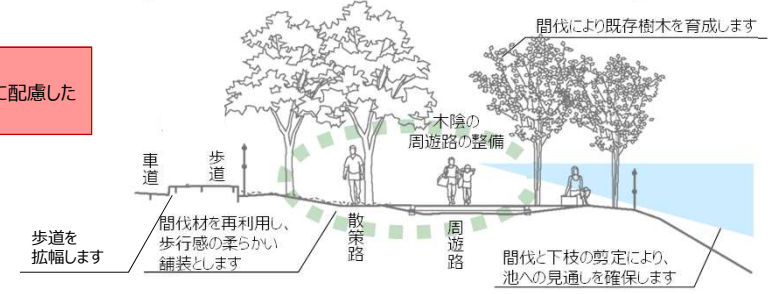 間伐により既存樹木を育成します
に配慮した
木陰の
周遊路の整備
車道
歩道
歩道を
拡幅します
間伐材を再利用し、
歩行感の柔らかい
舗装とします
散策路
周遊路
間伐と下枝の剪定により、
池への見通しを確保します